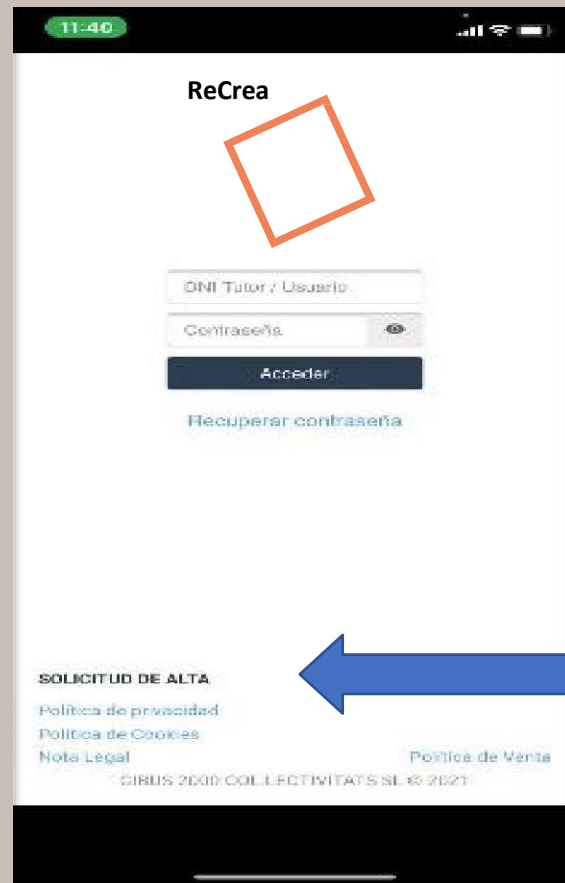 11:40
ReCrea
DNI Tutor / Usuario
Contraseña
Acceder
Recuperar contraseña
SOLICITUD DE ALTA
Política de privacidad
Política de Cookies
Nota Legal Política de Venta
CIBUS 2000 COL.LECTIVITATS SL © 2021